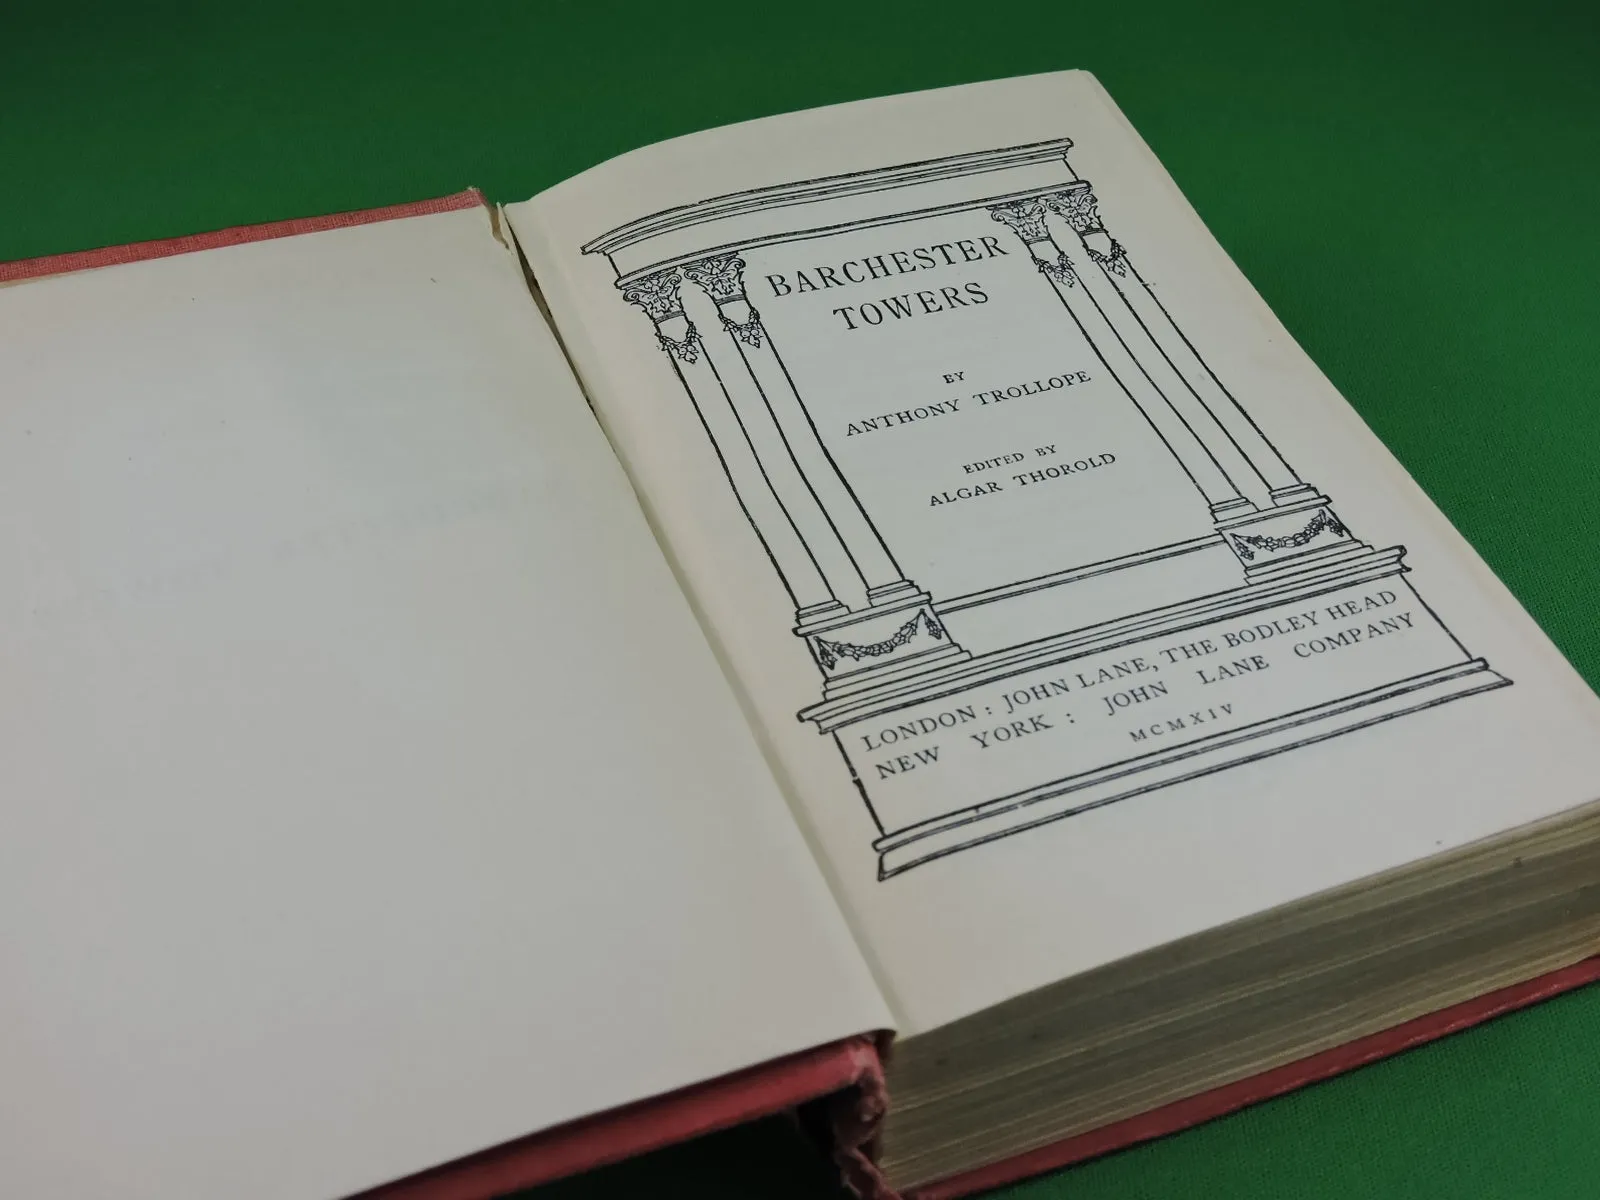 BARCHESTER
TOWERS
BY
ANTHONY TROLLOPE
EDITED BY
ALGAR THOROLD
LONDON: JOHN LANE, THE BODLEY HEAD
NEW YORK: JOHN LANE COMPANY
MCMXIV